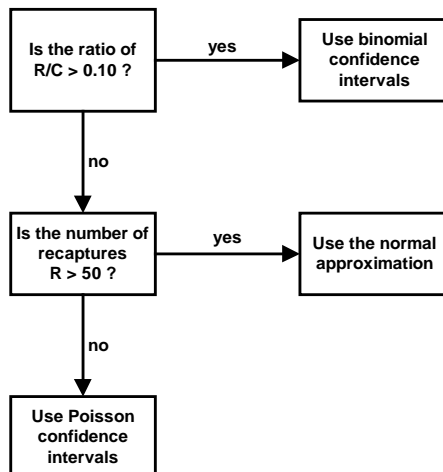 Is the ratio of
R/C > 0.10 ?
yes
Use binomial
confidence
intervals
no
Is the number of
recaptures
R > 50 ?
yes
Use the normal
approximation
no
Use Poisson
confidence
intervals